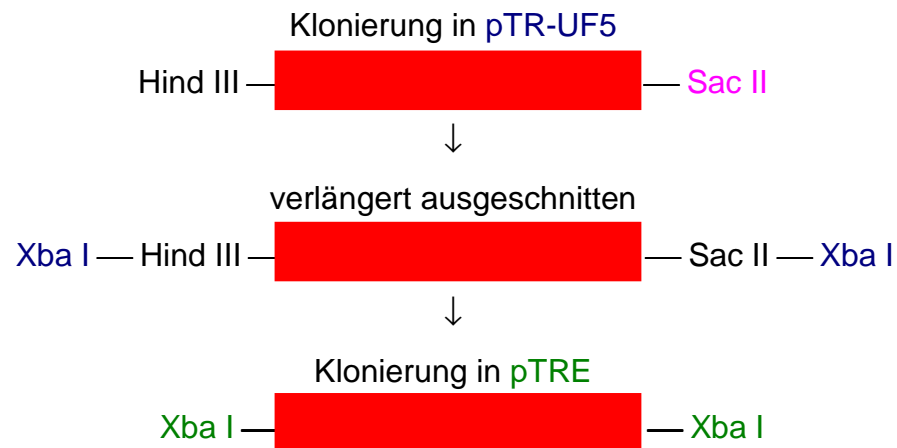 Klonierung in pTR-UF5
Hind III Sac II
↓
verlängert ausgeschnitten
Xba I Hind III Sac II Xba I
↓
Klonierung in pTRE
Xba I Xba I